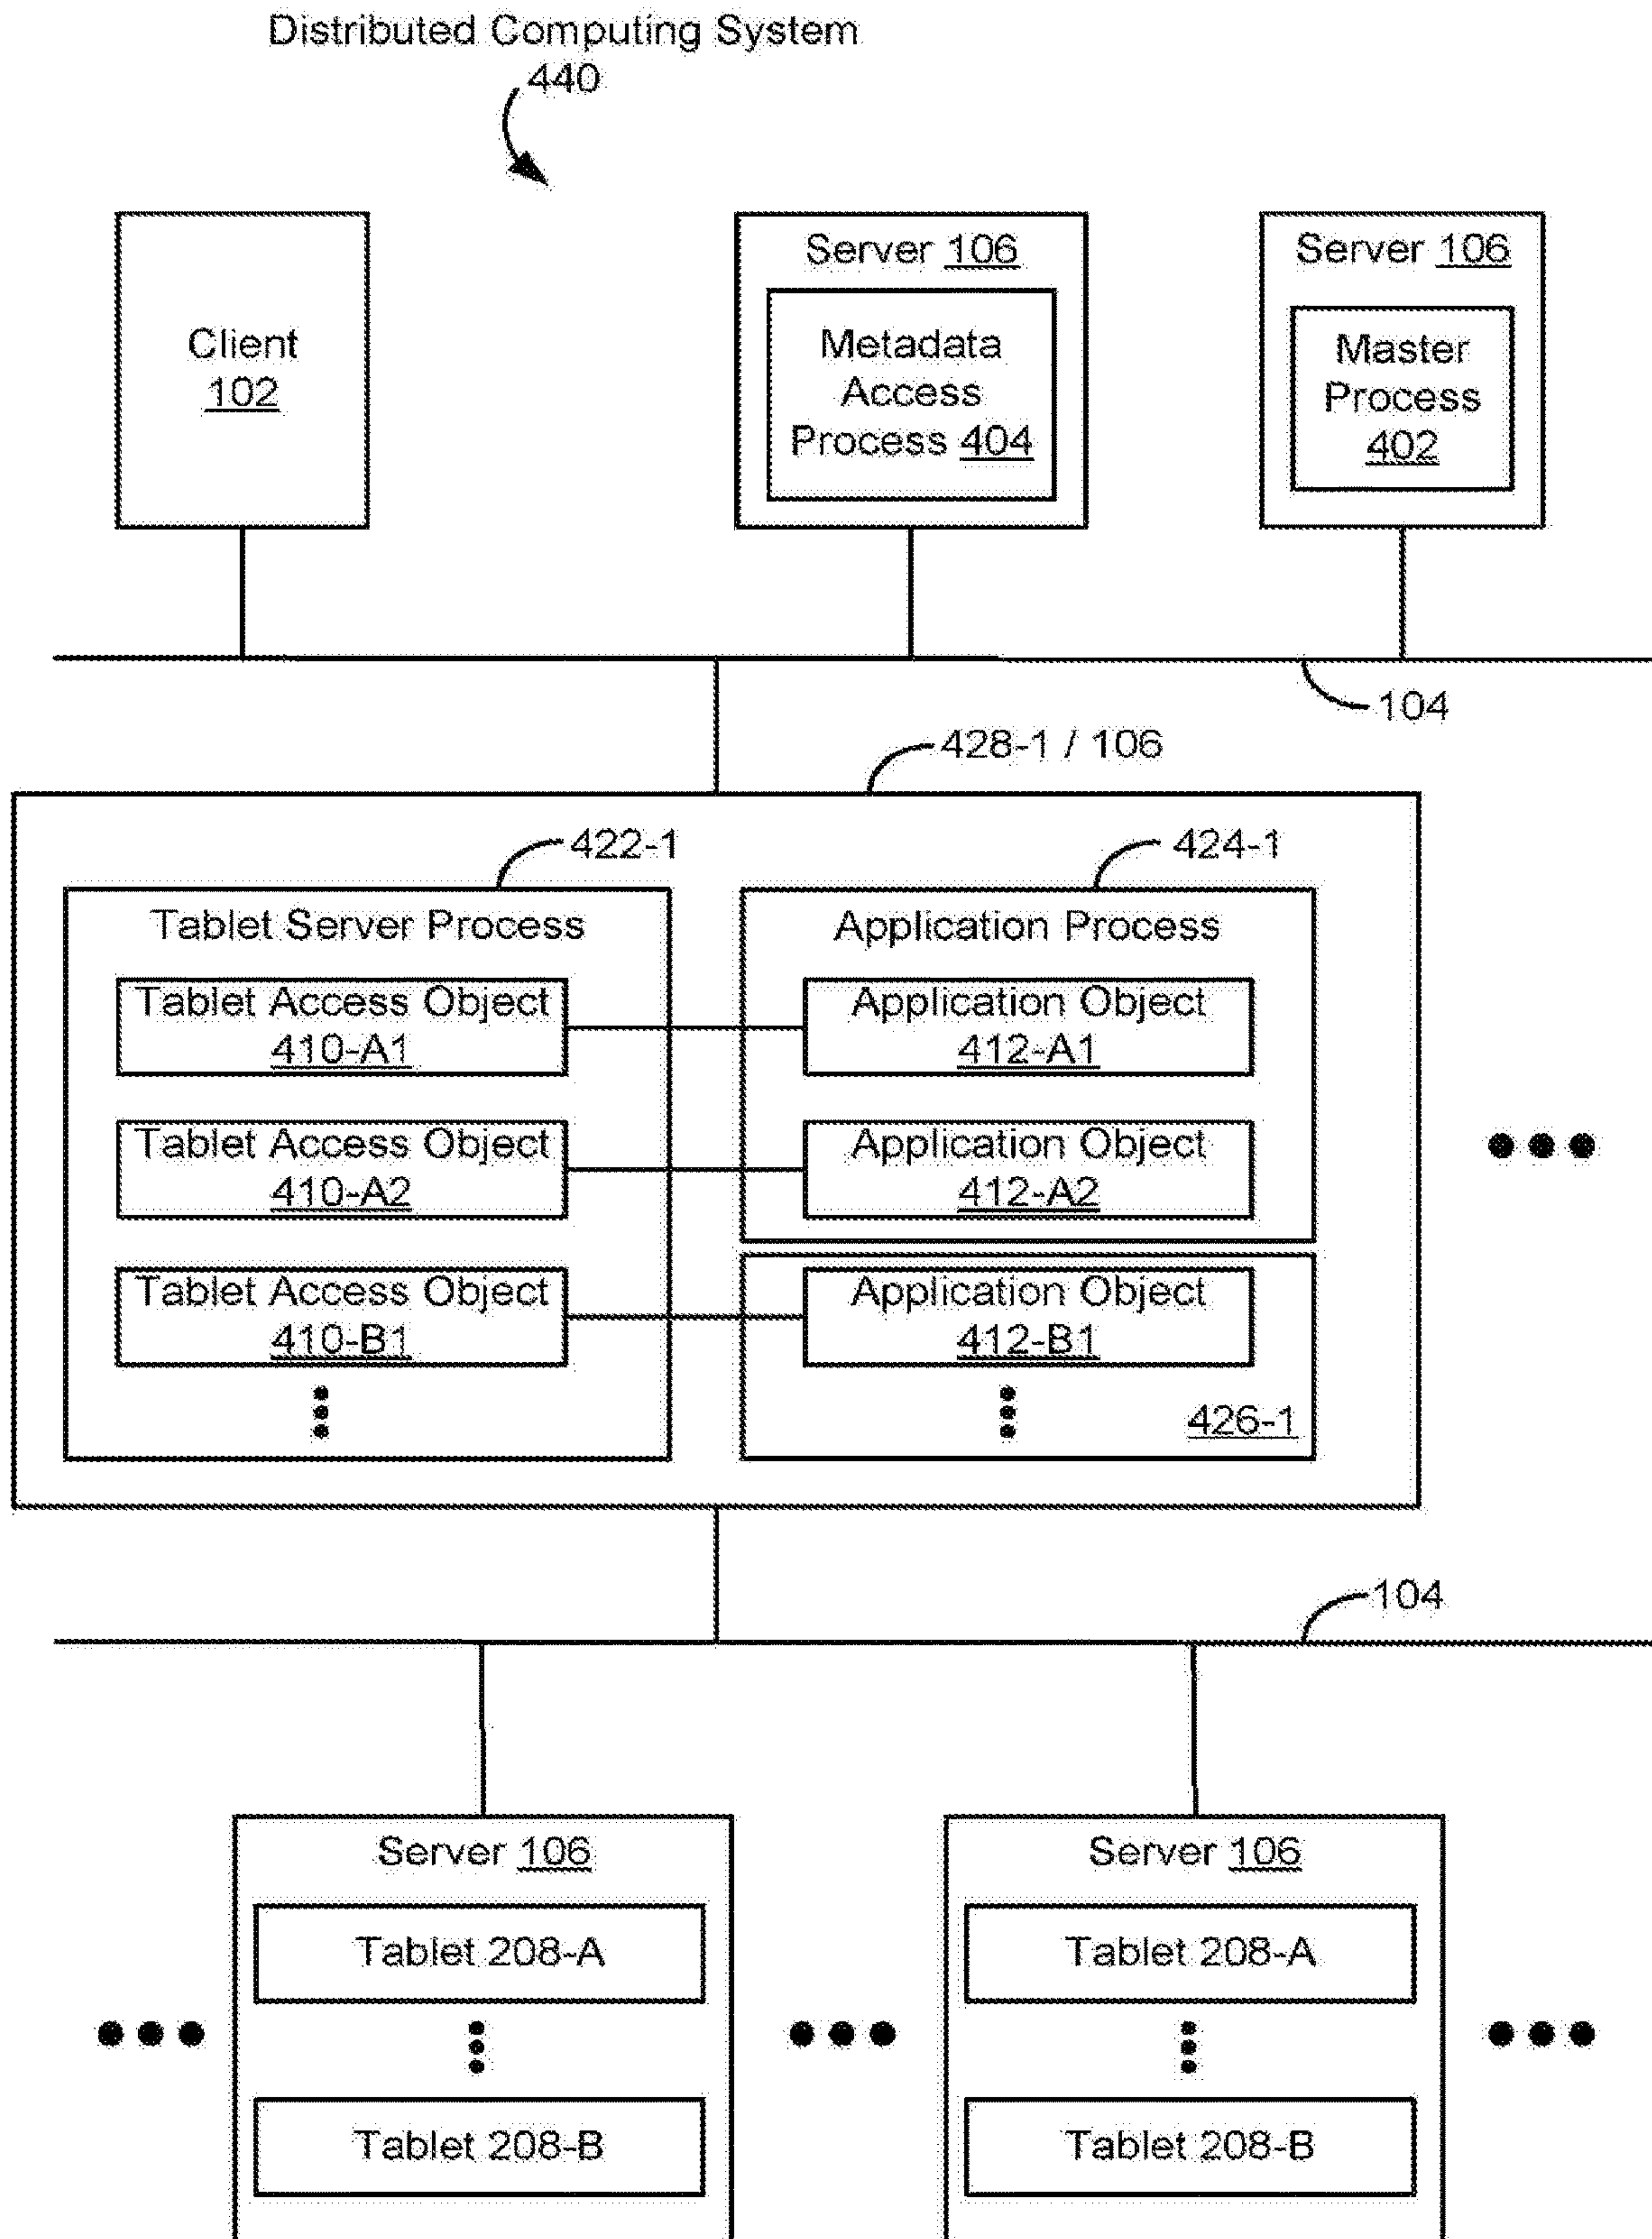 Distributed Computing System
440
Client
102
Server 106
Metadata
Access
Process 404
Server 106
Master
Process
402
104
428-1 / 106
422-1
Tablet Server Process
Tablet Access Object
410-A1
Tablet Access Object
410-A2
Tablet Access Object
410-B1
424-1
Application Process
Application Object
412-A1
Application Object
412-A2
Application Object
412-B1
426-1
104
Server 106
Tablet 208-A
Tablet 208-B
Server 106
Tablet 208-A
Tablet 208-B